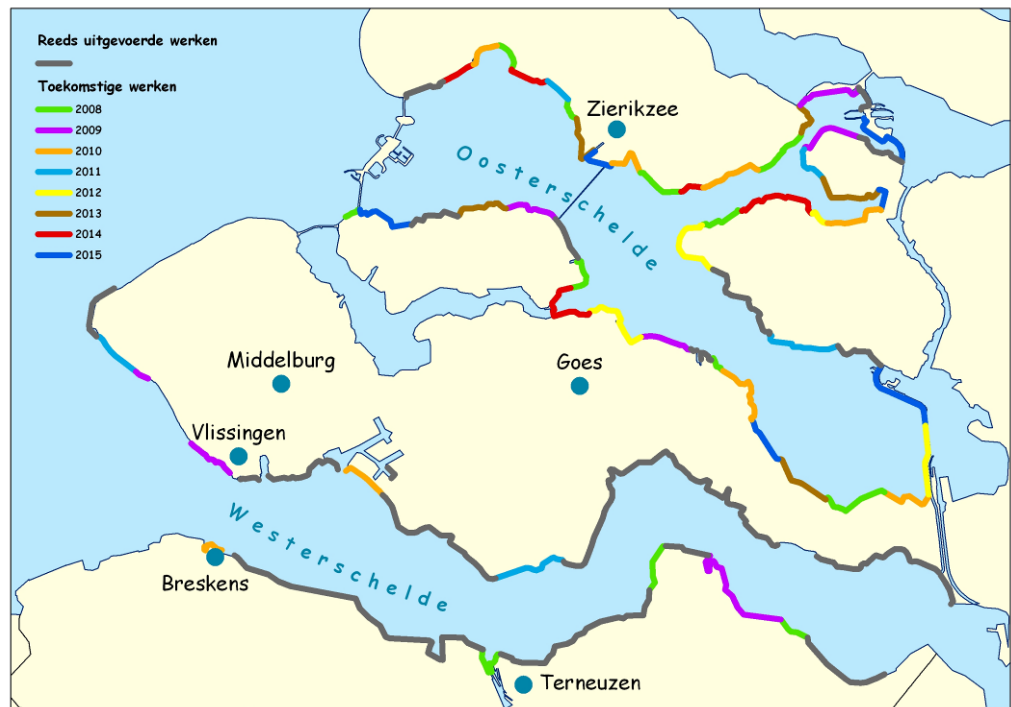 Reeds uitgevoerde werken
Toekomstige werken
2008
2009
2010
2011
2012
2013
2014
2015
Zierikzee
Oosterschelde
Middelburg
Goes
Vlissingen
Westerschelde
Breskens
Terneuzen